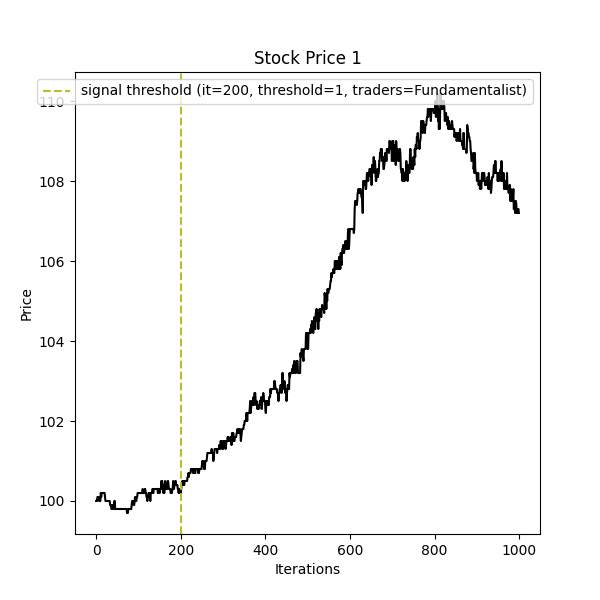 Stock Price 1
signal threshold (it=200, threshold=1, traders=Fundamentalist)
110
108
106
104
102
100
Price
0 200 400 600 800 1000
Iterations